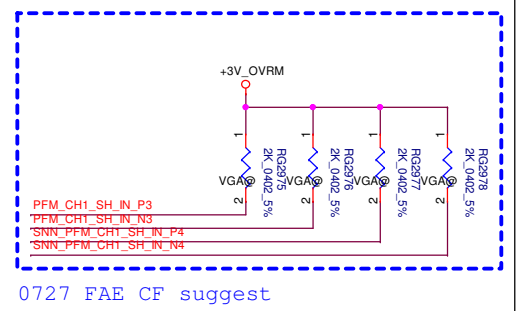 +3V_OVRM
1
1
1
1
RG2975
2K_0402_5%
RG2976
2K_0402_5%
RG2977
2K_0402_5%
RG2978
2K_0402_5%
VGA@
VGA@
VGA@
VGA@
2
2
2
2
PFM_CH1_SH_IN_P3
PFM_CH1_SH_IN_N3
SNN_PFM_CH1_SH_IN_P4
SNN_PFM_CH1_SH_IN_N4
0727 FAE CF suggest